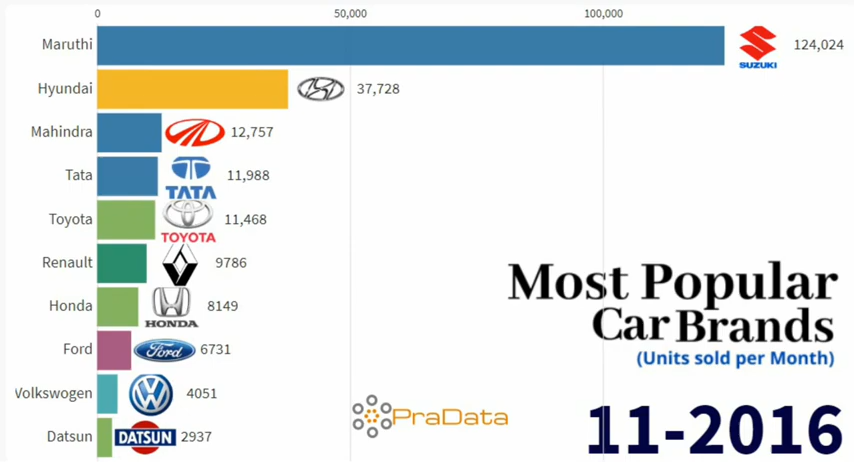 0 50,000 100,000
Maruthi SUZUKI 124,024
Hyundai 37,728
Mahindra 12,757
Tata TATA 11,988
Toyota TOYOTA 11,468
Renault 9786
Honda HONDA 8149
Ford Ford 6731
Volkswogen 4051
Datsun DATSUN 2937
Most Popular
Car Brands
(Units sold per Month)
PraData
11-2016